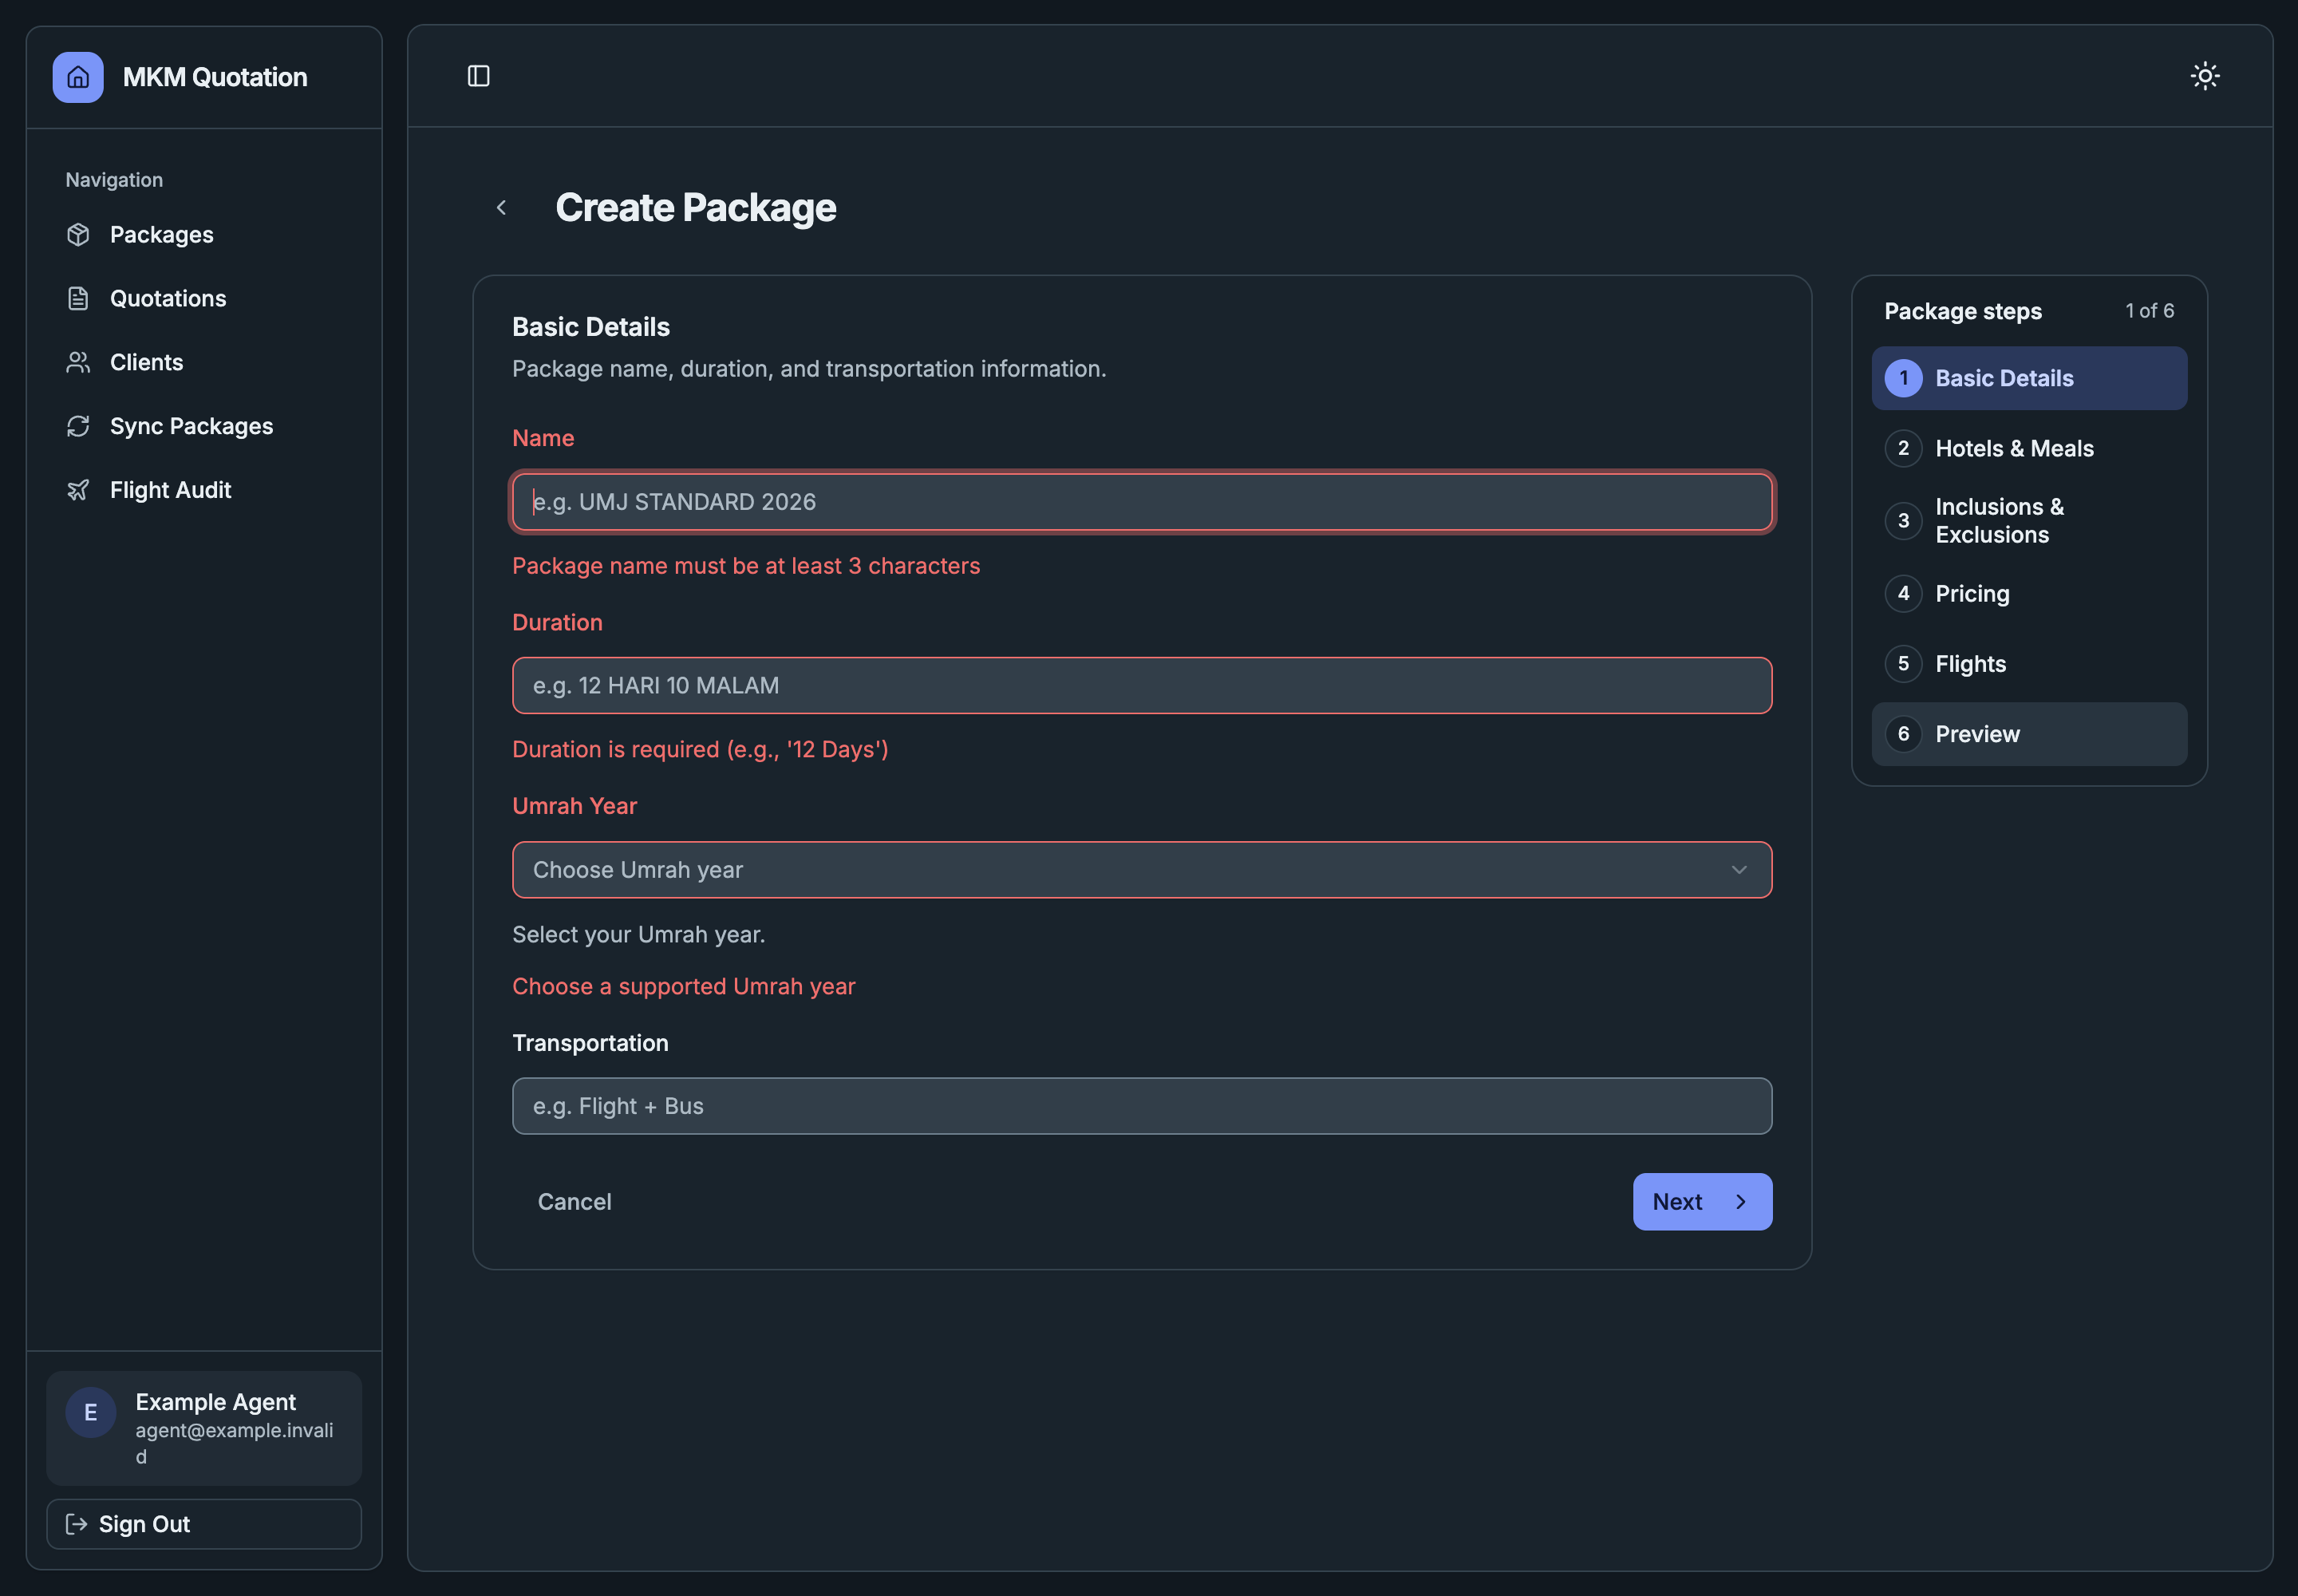 MKM Quotation
Navigation
Packages
Quotations
Clients
Sync Packages
Flight Audit
Example Agent
E
agent@example.invali
d
Sign Out
Create Package
Basic Details
Package name, duration, and transportation information.
Name
e.g. UMJ STANDARD 2026
Package name must be at least 3 characters
Duration
e.g. 12 HARI 10 MALAM
Duration is required (e.g., '12 Days')
Umrah Year
Choose Umrah year
Select your Umrah year.
Choose a supported Umrah year
Transportation
e.g. Flight + Bus
Cancel
Next
Package steps
1 of 6
1 Basic Details
2 Hotels & Meals
3 Inclusions &
Exclusions
4 Pricing
5 Flights
6 Preview